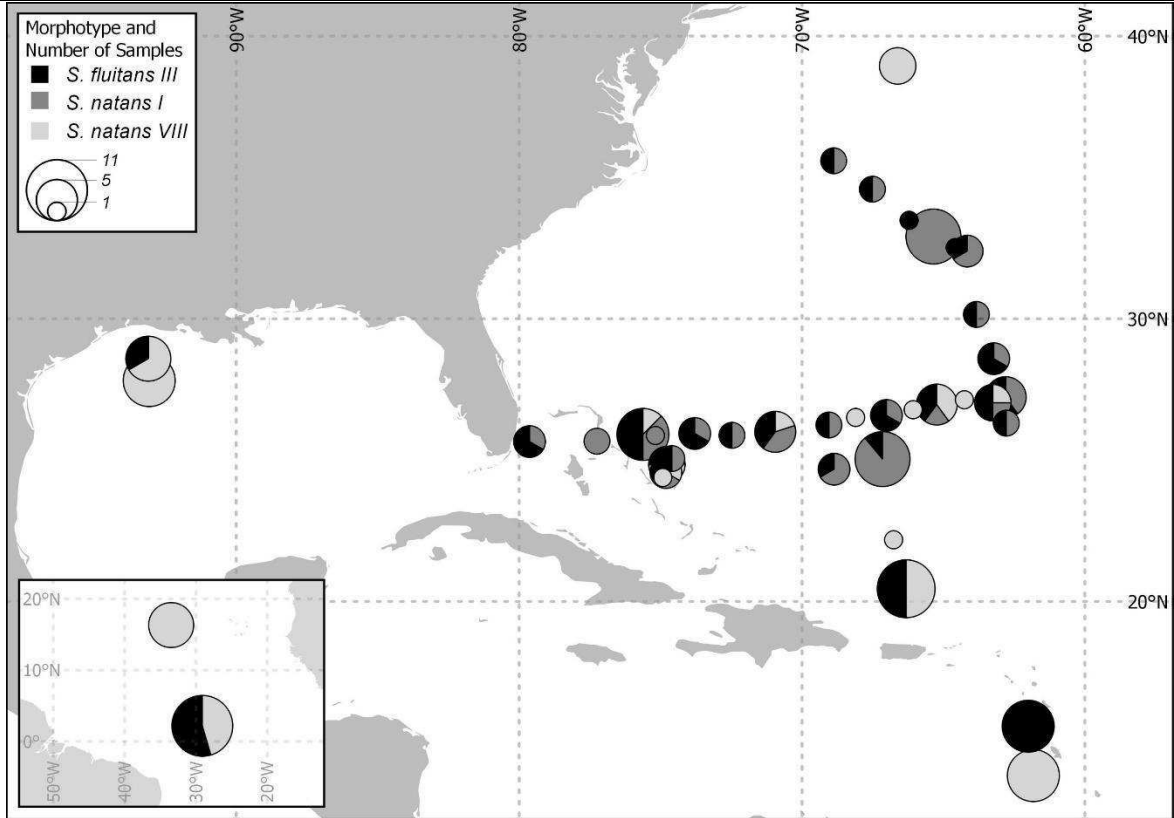 Morphotype and
Number of Samples
S. fluitans III
S. natans I
S. natans VIII
11
5
1
90°W
80°W
70°W
60°W
40°N
30°N
20°N
20°N
10°N
0°
50°W
40°W
30°W
20°W